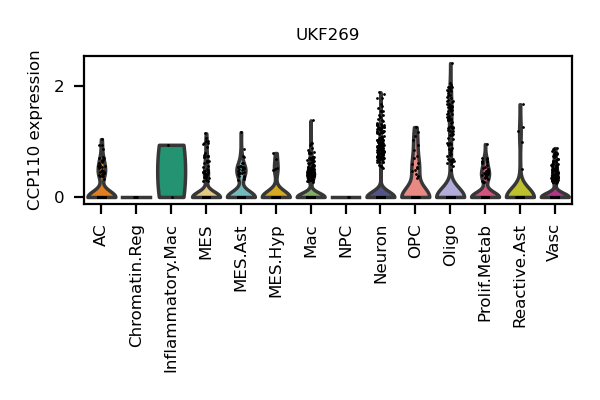 UKF269
CCP110 expression
2
0
AC
Chromatin.Reg
Inflammatory.Mac
MES
MES.Ast
MES.Hyp
Mac
NPC
Neuron
OPC
Oligo
Prolif.Metab
Reactive.Ast
Vasc